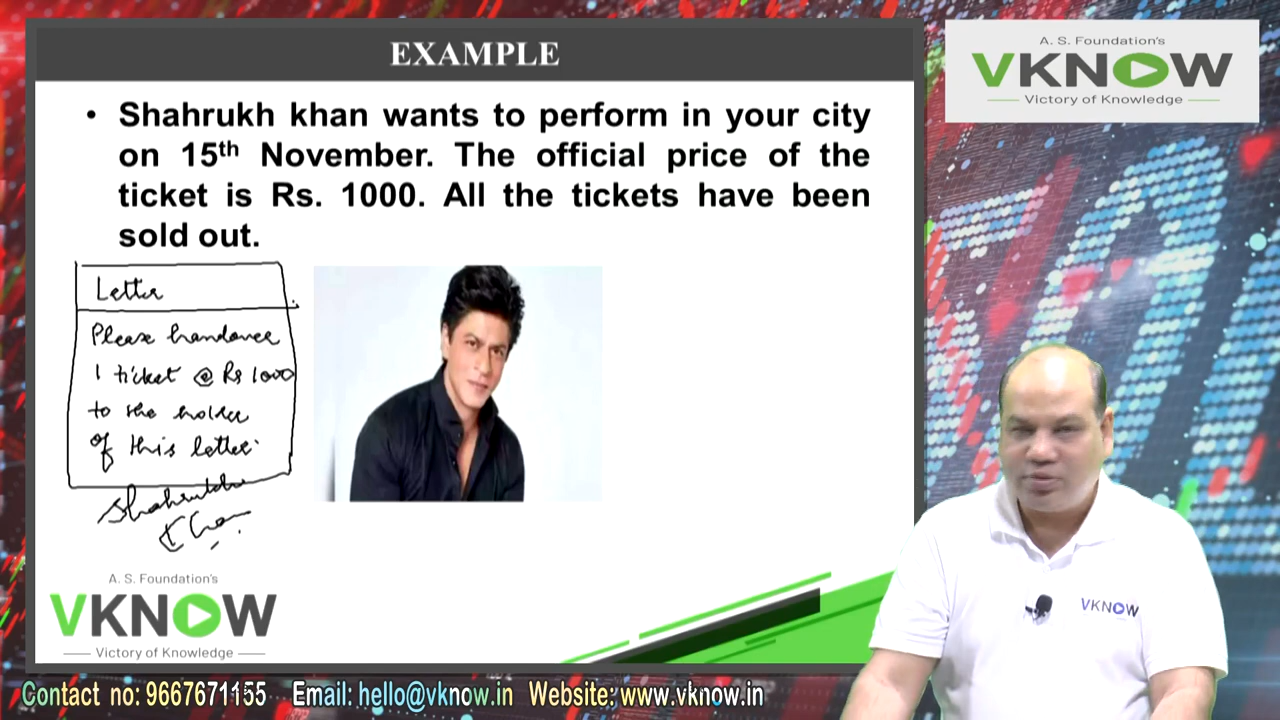 EXAMPLE
• Shahrukh khan wants to perform in your city
on 15th November. The official price of the
ticket is Rs. 1000. All the tickets have been
sold out.
Letter
Please handover
1 ticket @ Rs 1000
to the holder
of this letter.
Shahrukh
Khan
A. S. Foundation's
VKNOW
Victory of Knowledge
A. S. Foundation's
VKNOW
Victory of Knowledge
VKNOW
Contact no: 9667671155 Email: hello@vknow.in Website: www.vknow.in